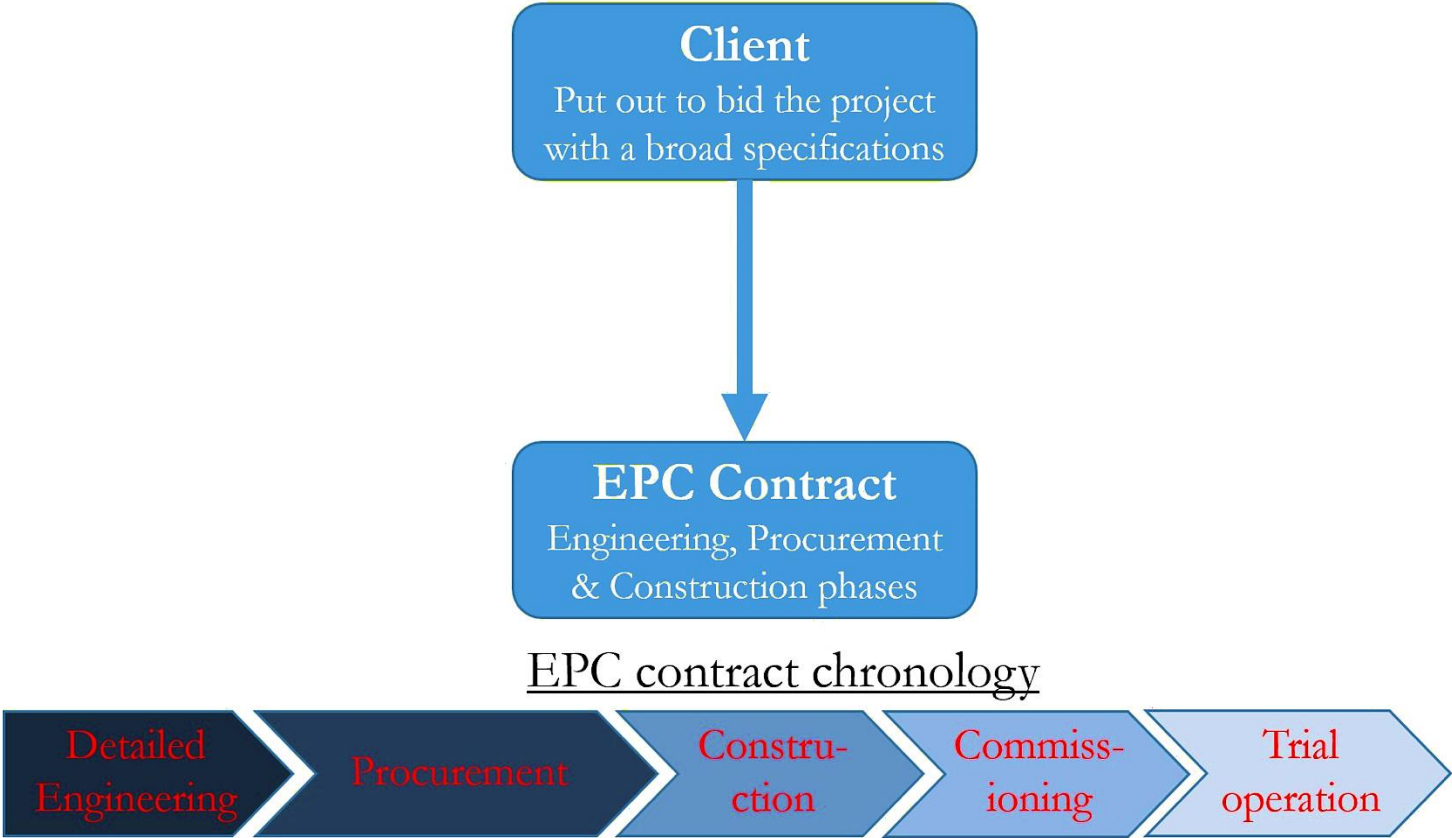 Client
Put out to bid the project
with a broad specifications
EPC Contract
Engineering, Procurement
& Construction phases
EPC contract chronology
Detailed
Engineering
Procurement
Constru-
ction
Commiss-
ioning
Trial
operation